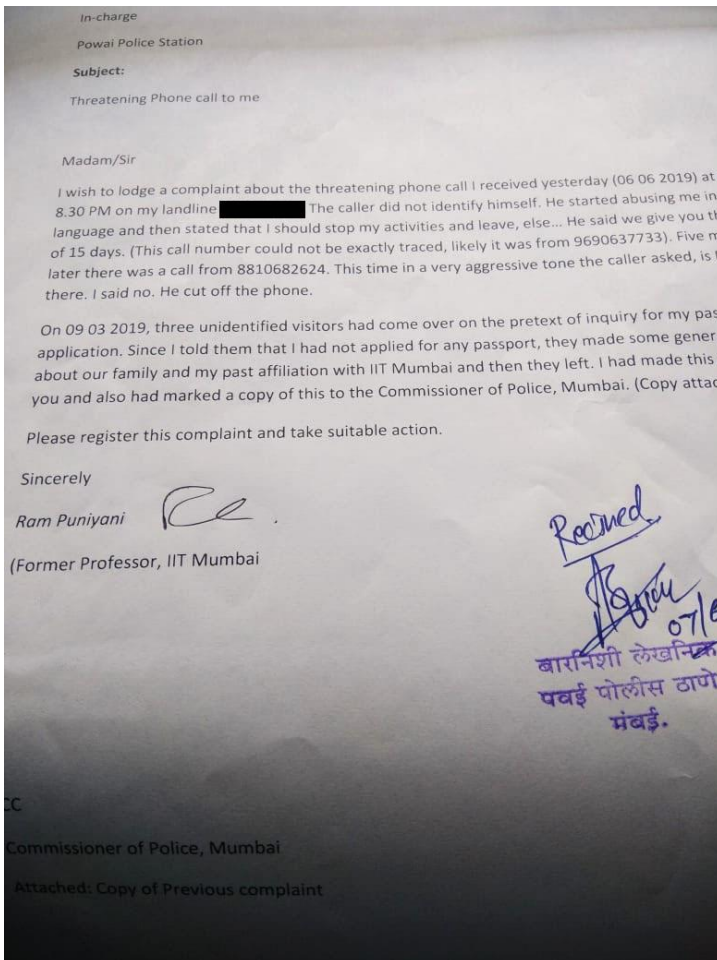 In-charge
Powai Police Station
Subject:
Threatening Phone call to me
Madam/Sir
I wish to lodge a complaint about the threatening phone call I received yesterday (06 06 2019) at
8.30 PM on my landline The caller did not identify himself. He started abusing me in
language and then stated that I should stop my activities and leave, else... He said we give you
of 15 days. (This call number could not be exactly traced, likely it was from 9690637733). Five
later there was a call from 8810682624. This time in a very aggressive tone the caller asked, is
there. I said no. He cut off the phone.
On 09 03 2019, three unidentified visitors had come over on the pretext of inquiry for my pas
application. Since I told them that I had not applied for any passport, they made some gener
about our family and my past affiliation with IIT Mumbai and then they left. I had made this
you and also had marked a copy of this to the Commissioner of Police, Mumbai. (Copy attac
Please register this complaint and take suitable action.
Sincerely
Ram Puniyani
(Former Professor, IIT Mumbai
Received
07/
बारनिशी लेखनिक
पवई पोलीस ठाणे
मंबई.
CC
Commissioner of Police, Mumbai
Attached: Copy of Previous complaint